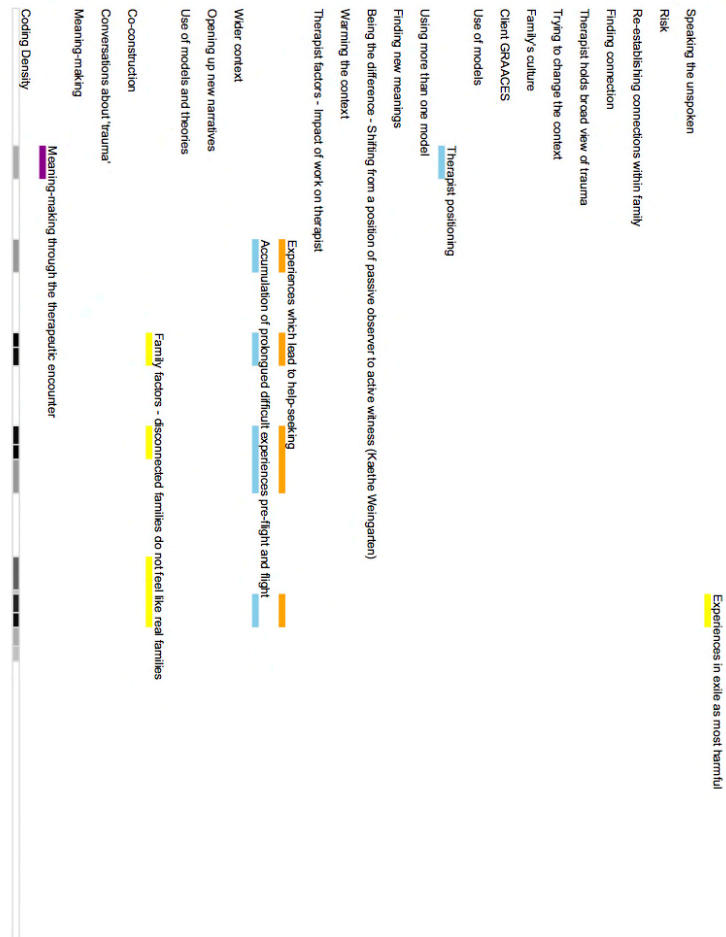 Experiences in exile as most harmful
Speaking the unspoken
Risk
Re-establishing connections within family
Finding connection
Therapist holds broad view of trauma
Trying to change the context
Family's culture
Client GRAACES
Use of models
Therapist positioning
Using more than one model
Finding new meanings
Being the difference - Shifting from a position of passive observer to active witness (Kaethe Weingarten)
Warming the context
Therapist factors - Impact of work on therapist
Experiences which lead to help-seeking
Accumulation of prolongued difficult experiences pre-flight and flight
Wider context
Opening up new narratives
Use of models and theories
Family factors - disconnected families do not feel like real families
Co-construction
Conversations about 'trauma'
Meaning-making
Meaning-making through the therapeutic encounter
Coding Density